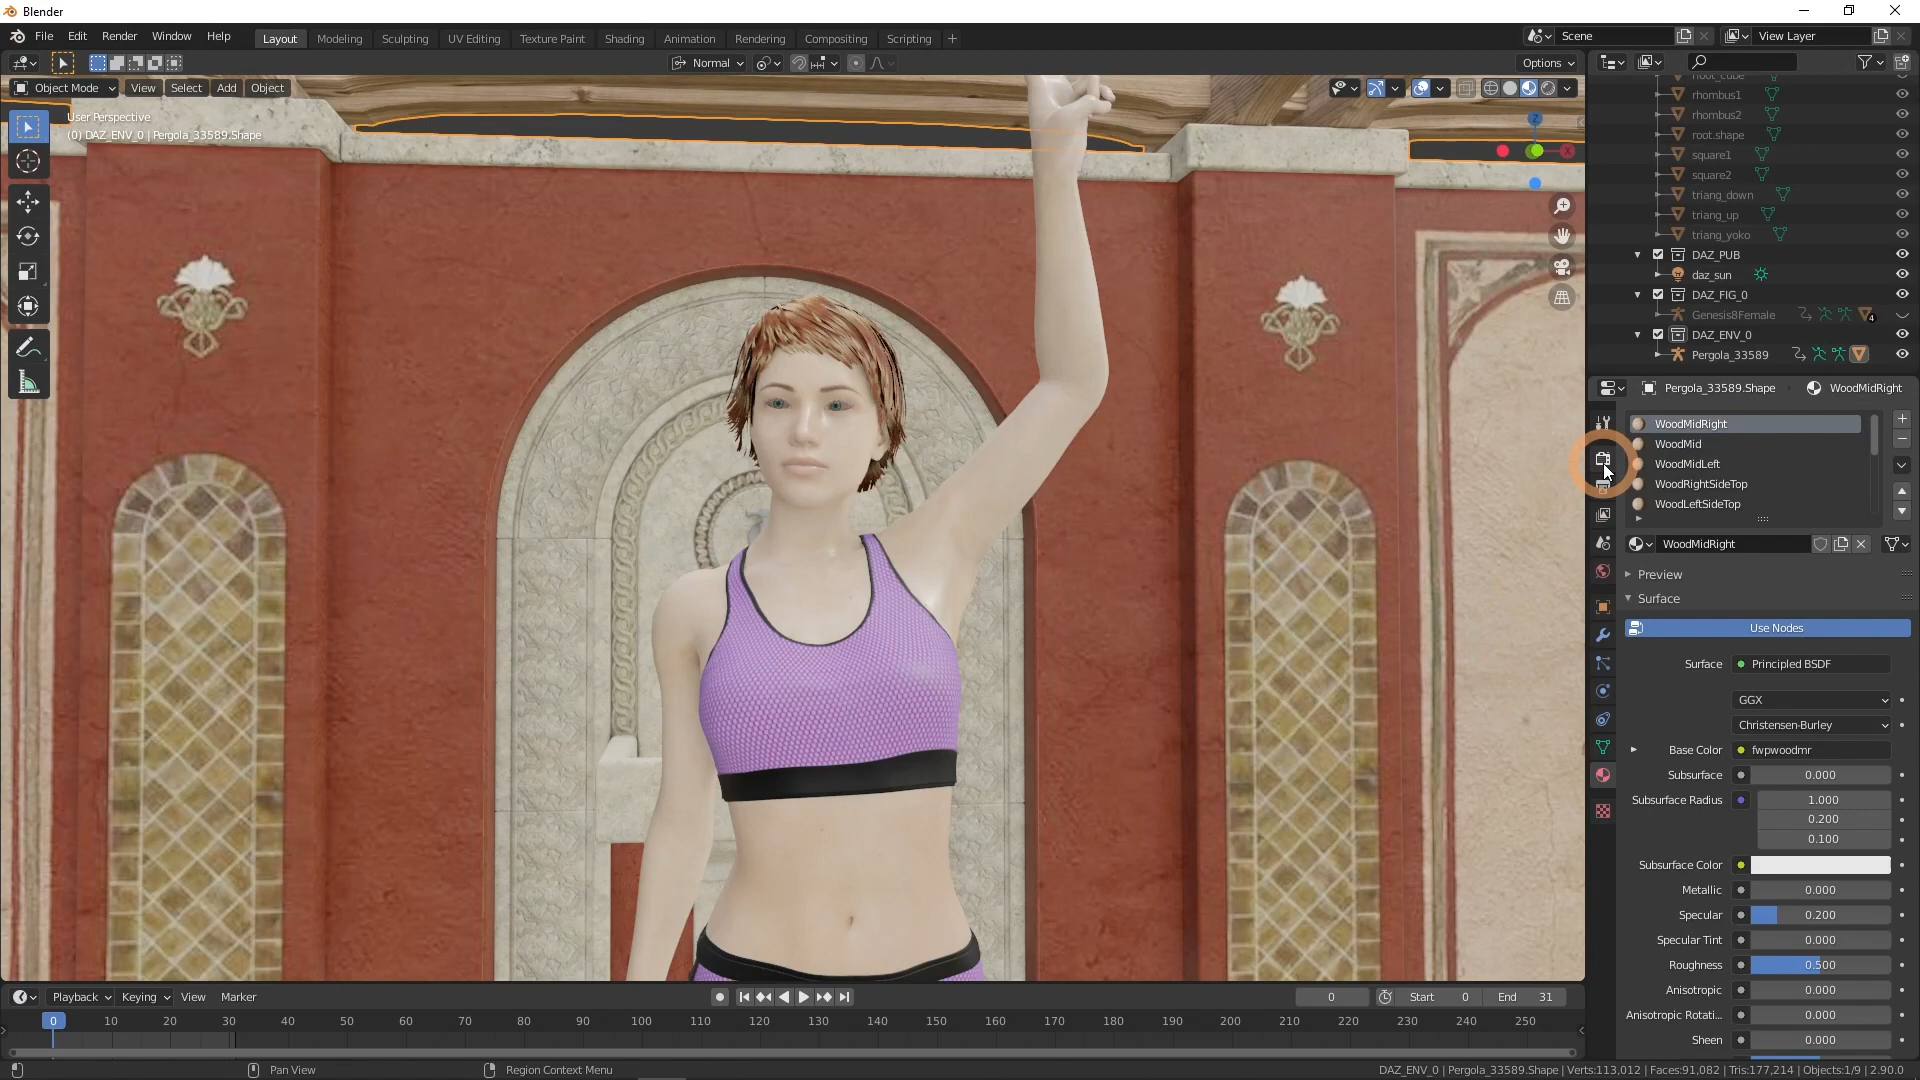 Blender
File Edit Render Window Help
Layout Modeling Sculpting UV Editing Texture Paint Shading Animation Rendering Compositing Scripting
Scene
View Layer
Normal
Options
Object Mode View Select Add Object
User Perspective
(0) DAZ_ENV_0 | Pergola_33589.Shape
Z
X
root_cube
rhombus1
rhombus2
root.shape
square1
square2
triang_down
triang_up
triang_yoko
DAZ_PUB
daz_sun
DAZ_FIG_0
Genesis8Female
4
DAZ_ENV_0
Pergola_33589
Pergola_33589.Shape WoodMidRight
WoodMidRight
WoodMid
WoodMidLeft
WoodRightSideTop
WoodLeftSideTop
WoodMidRight
Preview
Surface
Use Nodes
Surface Principled BSDF
GGX
Christensen-Burley
Base Color fwpwoodmr
Subsurface 0.000
Subsurface Radius 1.000
0.200
0.100
Subsurface Color
Metallic 0.000
Specular 0.200
Specular Tint 0.000
Roughness 0.500
Anisotropic 0.000
Anisotropic Rotati... 0.000
Sheen 0.000
Playback Keying View Marker
0
Start 0
End 31
0 10 20 30 40 50 60 70 80 90 100 110 120 130 140 150 160 170 180 190 200 210 220 230 240 250
Pan View
Region Context Menu
DAZ_ENV_0 | Pergola_33589.Shape | Verts:113,012 | Faces:91,082 | Tris:177,214 | Objects:1/9 | 2.90.0